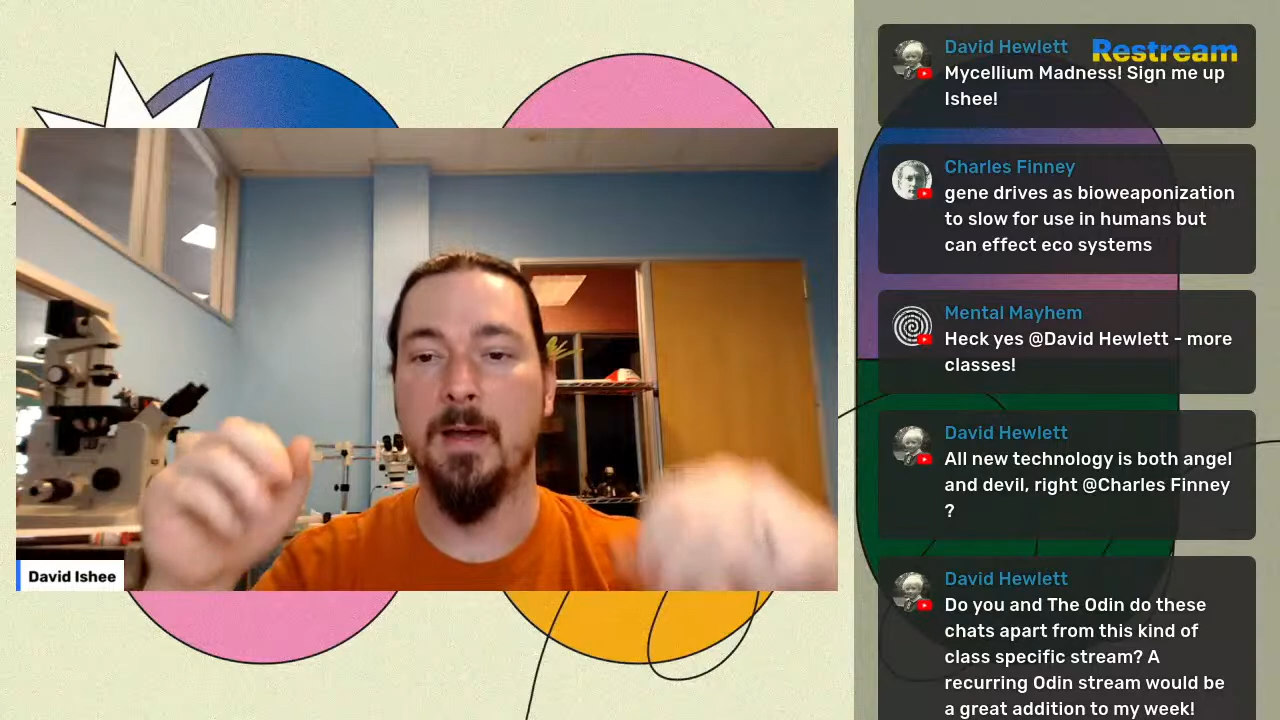 David Ishee
Restream
David Hewlett
Mycellium Madness! Sign me up
Ishee!
Charles Finney
gene drives as bioweaponization
to slow for use in humans but
can effect eco systems
Mental Mayhem
Heck yes @David Hewlett - more
classes!
David Hewlett
All new technology is both angel
and devil, right @Charles Finney
?
David Hewlett
Do you and The Odin do these
chats apart from this kind of
class specific stream? A
recurring Odin stream would be
a great addition to my week!